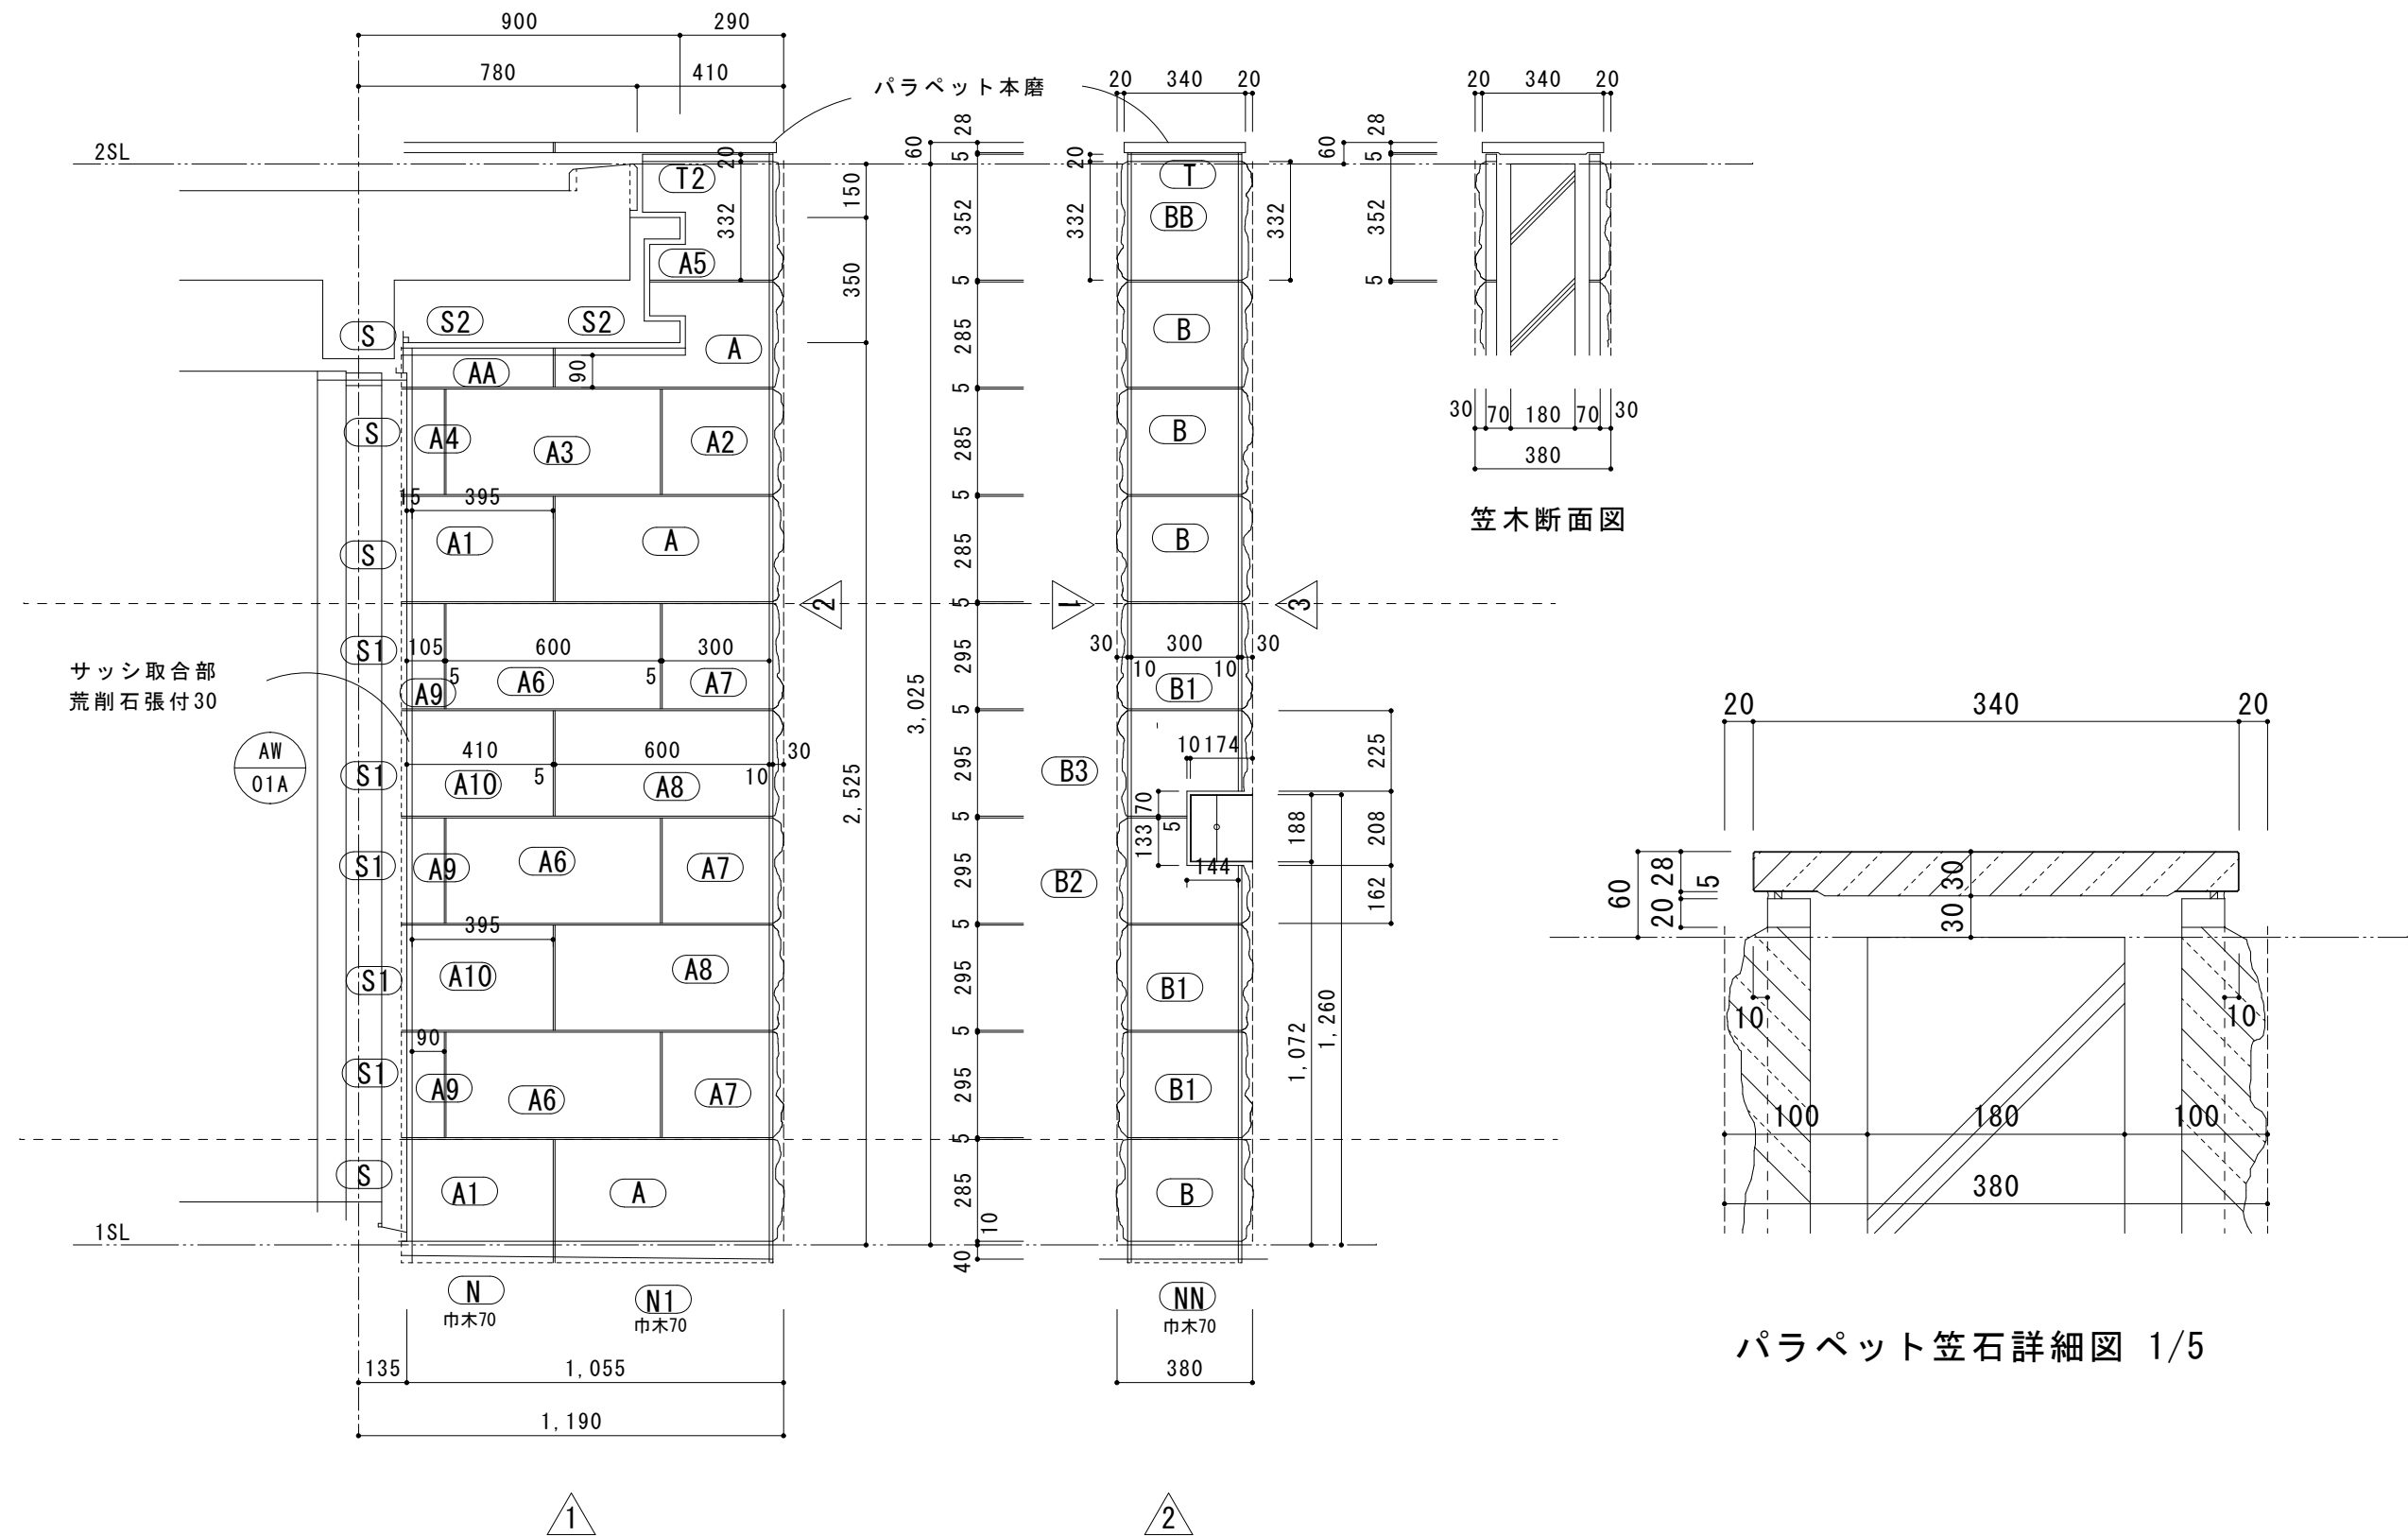 900
290
780
410
パラペット本磨
20
340
20
20
340
20
2SL
20
T2
332
A5
150
350
60
28
5
20
352
332
T
BB
332
60
28
5
352
5
S
S2
S2
A
AA
90
5
285
B
30
70
180
70
30
380
笠木断面図
S
A4
A3
A2
5
285
B
15
395
S
A1
A
5
285
B
2
1
3
サッシ取合部
荒削石張付30
AW
01A
S1
105
600
300
5
5
A9
A6
A7
5
295
30
300
30
10
10
B1
3,025
2,525
S1
410
600
30
5
10
A10
A8
5
295
B3
10
174
70
5
133
144
225
188
208
162
S1
A9
A6
A7
5
295
B2
395
S1
A10
A8
5
295
B1
1,072
1,260
90
S1
A9
A6
A7
5
295
B1
S
A1
A
5
285
B
10
40
1SL
N
巾木70
N1
巾木70
NN
巾木70
135
1,055
380
1,190
1
2
20
340
20
60
28
5
20
30
30
10
10
100
180
100
380
パラペット笠石詳細図 1/5